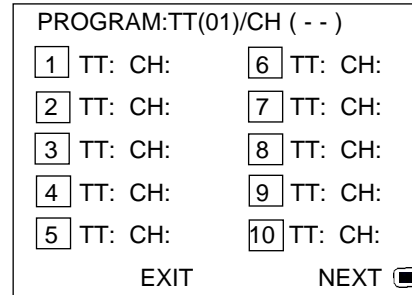 PROGRAM:TT(01)/CH ( - - )
1 TT: CH: 6 TT: CH:
2 TT: CH: 7 TT: CH:
3 TT: CH: 8 TT: CH:
4 TT: CH: 9 TT: CH:
5 TT: CH: 10 TT: CH:
EXIT NEXT